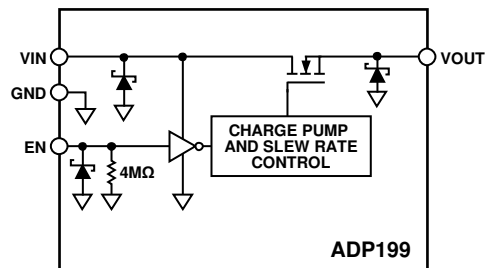 VIN
VOUT
GND
EN
4MΩ
CHARGE PUMP
AND SLEW RATE
CONTROL
ADP199